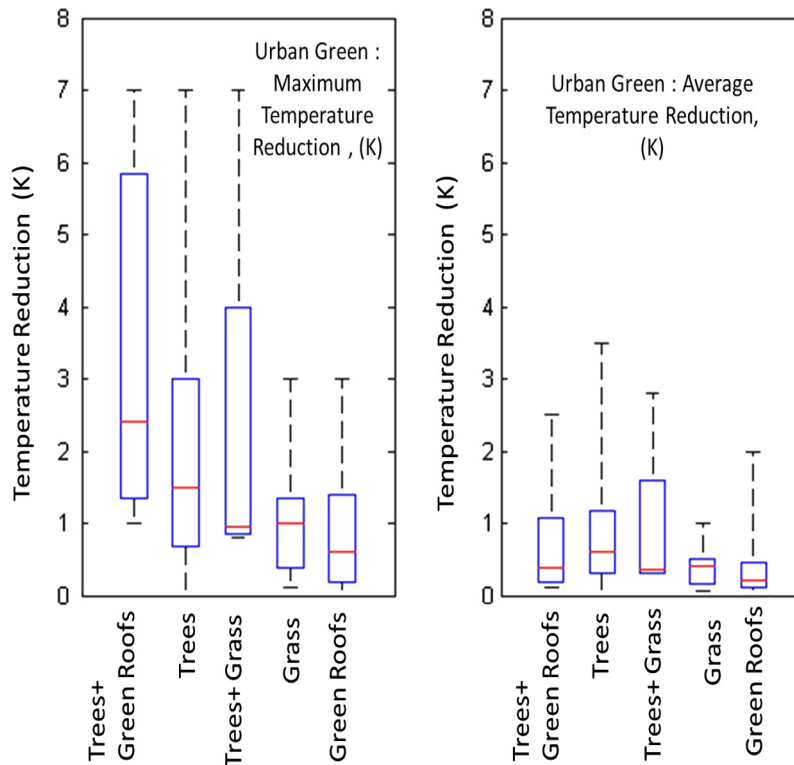 8
7
6
5
4
3
2
1
0
Temperature Reduction (K)
Urban Green :
Maximum
Temperature
Reduction , (K)
Trees+
Green Roofs
Trees
Trees+ Grass
Grass
Green Roofs
8
7
6
5
4
3
2
1
0
Temperature Reduction (K)
Urban Green : Average
Temperature Reduction,
(K)
Trees+
Green Roofs
Trees
Trees+ Grass
Grass
Green Roofs